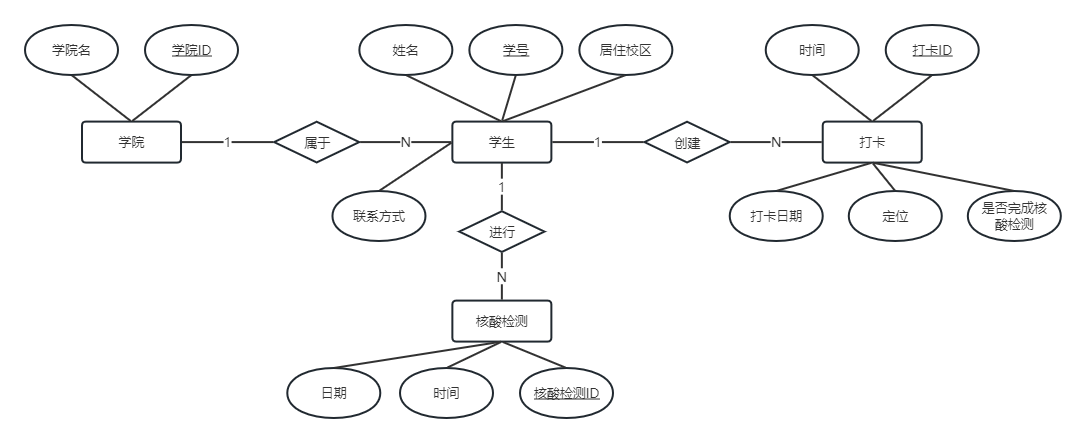 学院名
学院ID
姓名
学号
居住校区
时间
打卡ID
学院
1
属于
N
学生
1
创建
N
打卡
1
联系方式
打卡日期
定位
是否完成核
酸检测
进行
N
核酸检测
日期
时间
核酸检测ID